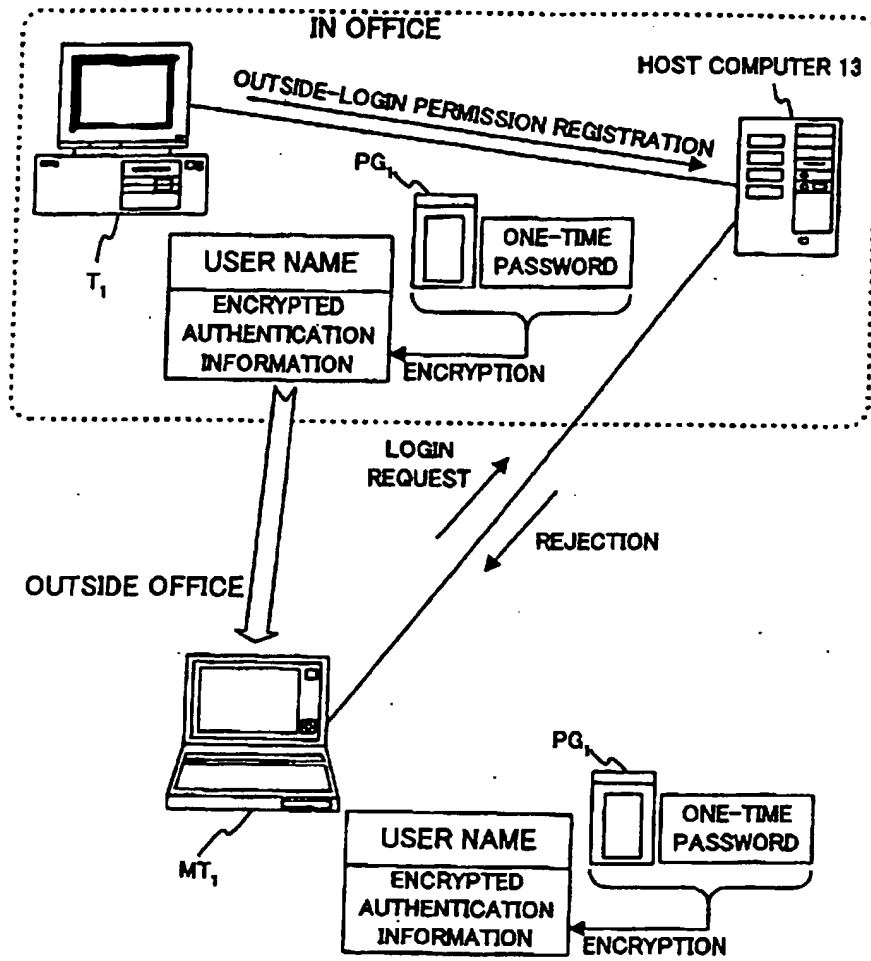 IN OFFICE
HOST COMPUTER 13
OUTSIDE-LOGIN PERMISSION REGISTRATION
PG1
T1
USER NAME
ENCRYPTED
AUTHENTICATION
INFORMATION
ONE-TIME
PASSWORD
ENCRYPTION
LOGIN
REQUEST
REJECTION
OUTSIDE OFFICE
MT1
PG1
USER NAME
ENCRYPTED
AUTHENTICATION
INFORMATION
ONE-TIME
PASSWORD
ENCRYPTION